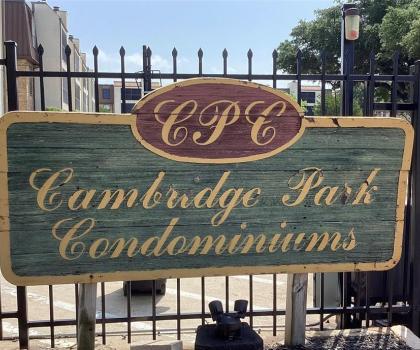 CPC
Cambridge Park
Condominiums